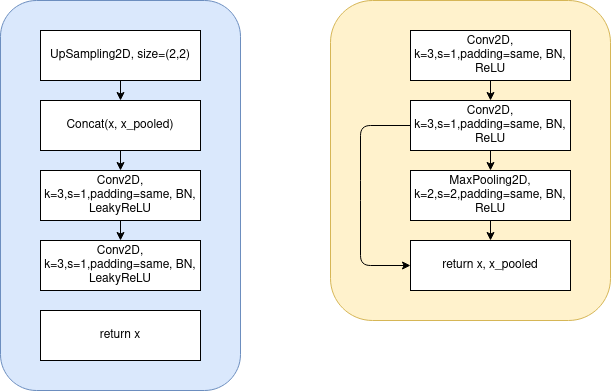 UpSampling2D, size=(2,2)
Concat(x, x_pooled)
Conv2D,
k=3,s=1,padding=same, BN,
LeakyReLU
Conv2D,
k=3,s=1,padding=same, BN,
LeakyReLU
return x
Conv2D,
k=3,s=1,padding=same, BN,
ReLU
Conv2D,
k=3,s=1,padding=same, BN,
ReLU
MaxPooling2D,
k=2,s=2,padding=same, BN,
ReLU
return x, x_pooled